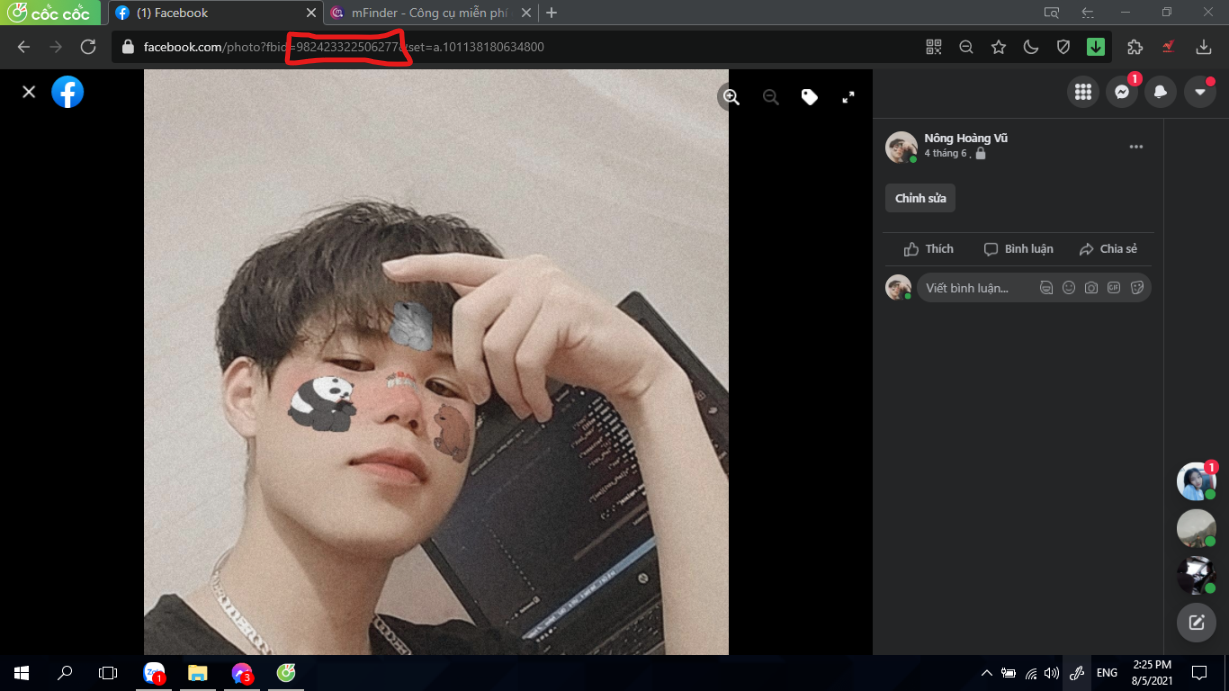 cốc cốc
(1) Facebook
mFinder - Công cụ miễn phí
facebook.com/photo?fbid=982423322506277&set=a.101138180634800
1
Nông Hoàng Vũ
4 tháng 6 ,
Chỉnh sửa
Thích
Bình luận
Chia sẻ
Viết bình luận...
GIF
1
1
3
ENG
2:25 PM
8/5/2021